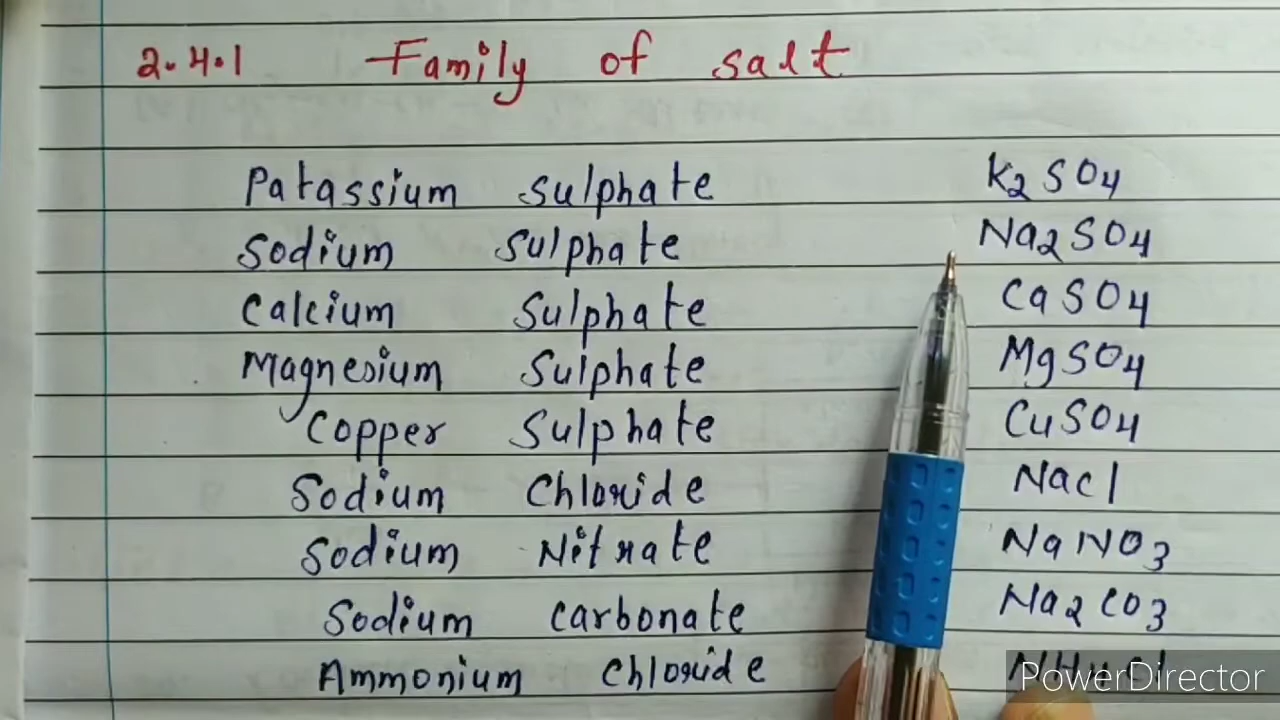 2.4.1 Family of salt
Patassium Sulphate K2SO4
Sodium Sulphate Na2SO4
Calcium Sulphate CaSO4
Magnesium Sulphate MgSO4
Copper Sulphate CuSO4
Sodium Chloride NaCl
Sodium Nitrate NaNO3
Sodium Carbonate Na2CO3
Ammonium Chloride NH4Cl
PowerDirector